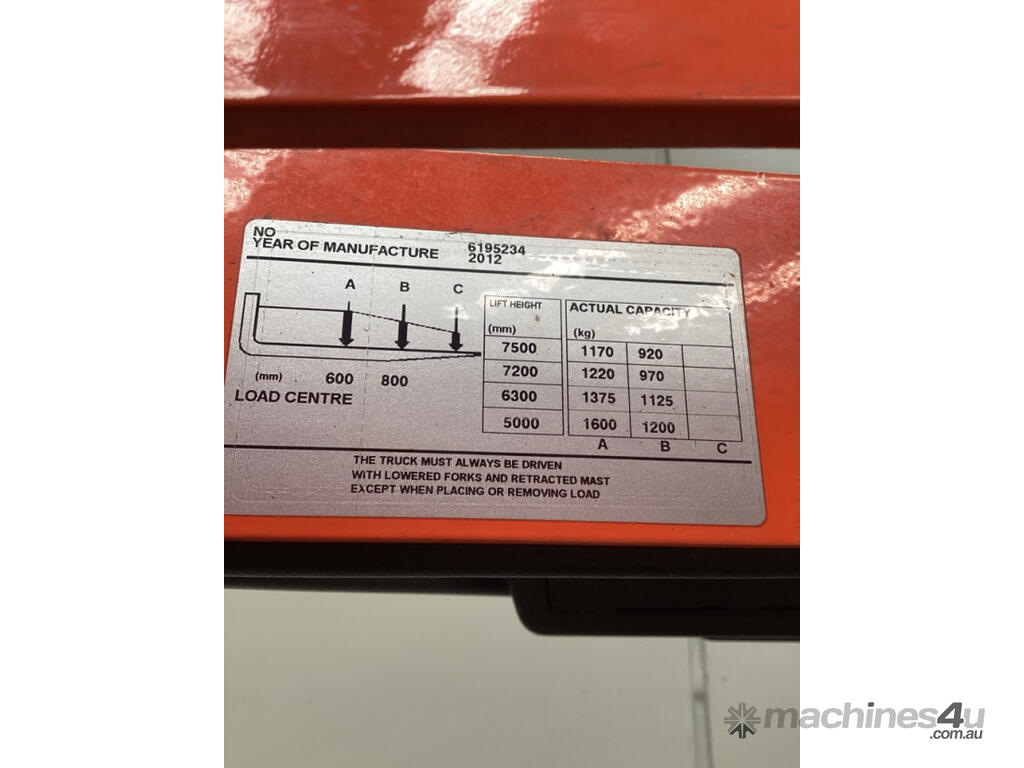 NO 6195234
YEAR OF MANUFACTURE 2012
A B C
(mm) 600 800
LOAD CENTRE
LIFT HEIGHT ACTUAL CAPACITY
(mm) (kg)
7500 1170 920
7200 1220 970
6300 1375 1125
5000 1600 1200
A B C
THE TRUCK MUST ALWAYS BE DRIVEN
WITH LOWERED FORKS AND RETRACTED MAST
EXCEPT WHEN PLACING OR REMOVING LOAD
machines4u
.com.au